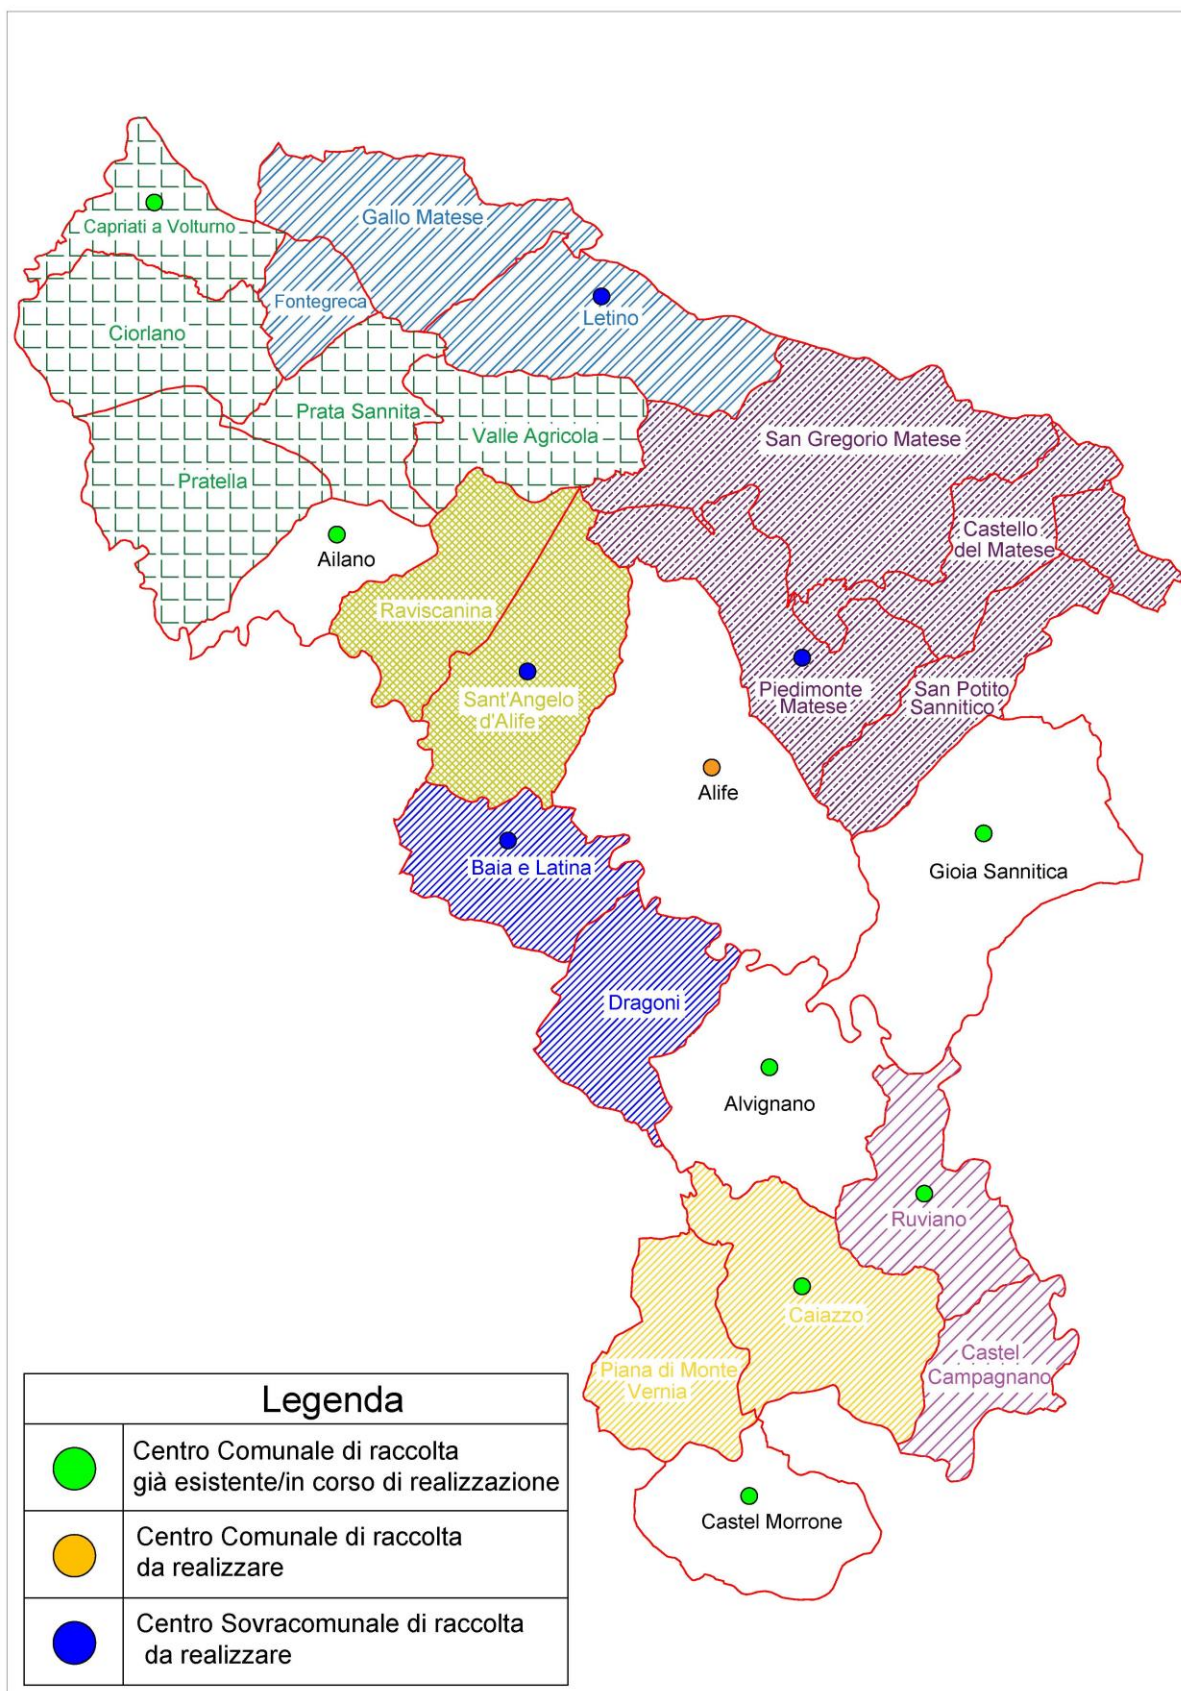 Capriati a Volturno
Gallo Matese
Fontegreca
Letino
Ciorlano
Prata Sannita
Valle Agricola
San Gregorio Matese
Pratella
Castello
del Matese
Ailano
Raviscanina
Sant'Angelo
d'Alife
Piedimonte
Matese
San Potito
Sannitico
Alife
Baia e Latina
Gioia Sannitica
Dragoni
Alvignano
Ruviano
Caiazzo
Castel
Campagnano
Piana di Monte
Vernia
Castel Morrone
Legenda
Centro Comunale di raccolta
già esistente/in corso di realizzazione
Centro Comunale di raccolta
da realizzare
Centro Sovracomunale di raccolta
da realizzare